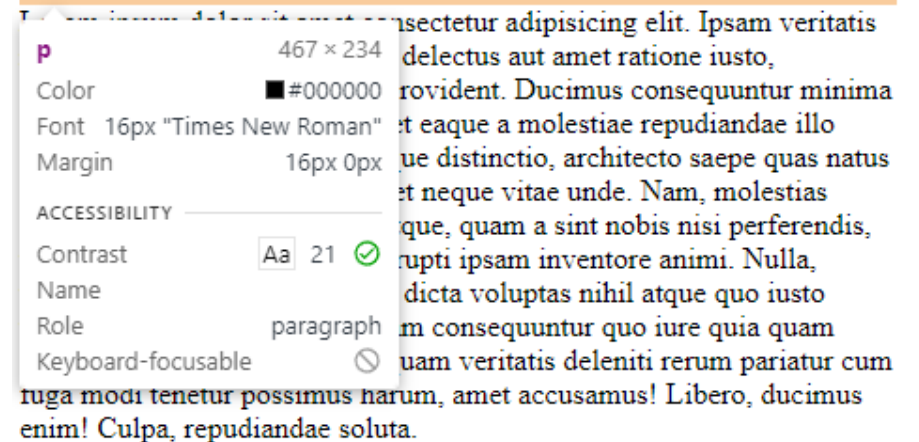 sit amet consectetur adipisicing elit. Ipsam veritatis
p 467 × 234
delectus aut amet ratione iusto,
Color #000000
rovident. Ducimus consequuntur minima
Font 16px "Times New Roman"
et eaque a molestiae repudiandae illo
Margin 16px 0px
ue distinctio, architecto saepe quas natus
et neque vitae unde. Nam, molestias
ACCESSIBILITY
que, quam a sint nobis nisi perferendis,
Contrast Aa 21
rupti ipsam inventore animi. Nulla,
Name
dicta voluptas nihil atque quo iusto
Role paragraph
m consequuntur quo iure quia quam
Keyboard-focusable
uam veritatis deleniti rerum pariatur cum
fuga modi tenetur possimus harum, amet accusamus! Libero, ducimus
enim! Culpa, repudiandae soluta.